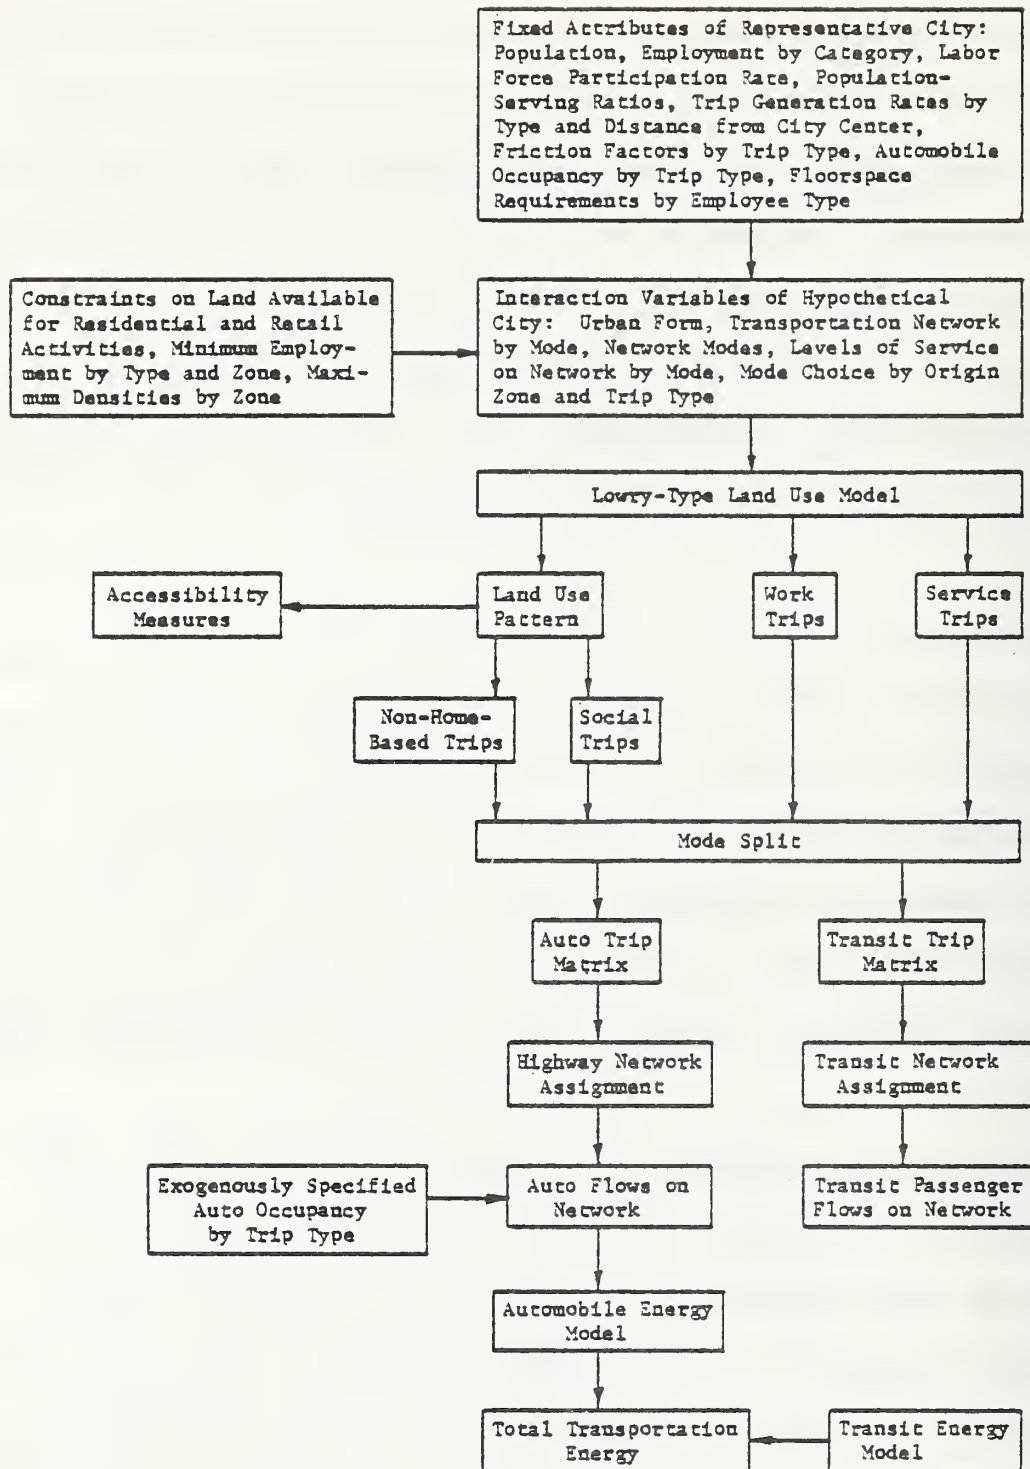 Fixed Attributes of Representative City:
Population, Employment by Category, Labor
Force Participation Rate, Population-
Serving Ratios, Trip Generation Rates by
Type and Distance from City Center,
Friction Factors by Trip Type, Automobile
Occupancy by Trip Type, Floorspace
Requirements by Employee Type
Constraints on Land Available
for Residential and Retail
Activities, Minimum Employ-
ment by Type and Zone, Maxi-
mum Densities by Zone
Interaction Variables of Hypothetical
City: Urban Form, Transportation Network
by Mode, Network Modes, Levels of Service
on Network by Mode, Mode Choice by Origin
Zone and Trip Type
Lowry-Type Land Use Model
Accessibility
Measures
Land Use
Pattern
Work
Trips
Service
Trips
Non-Home-
Based Trips
Social
Trips
Mode Split
Auto Trip
Matrix
Transit Trip
Matrix
Highway Network
Assignment
Transit Network
Assignment
Exogenously Specified
Auto Occupancy
by Trip Type
Auto Flows on
Network
Transit Passenger
Flows on Network
Automobile Energy
Model
Total Transportation
Energy
Transit Energy
Model